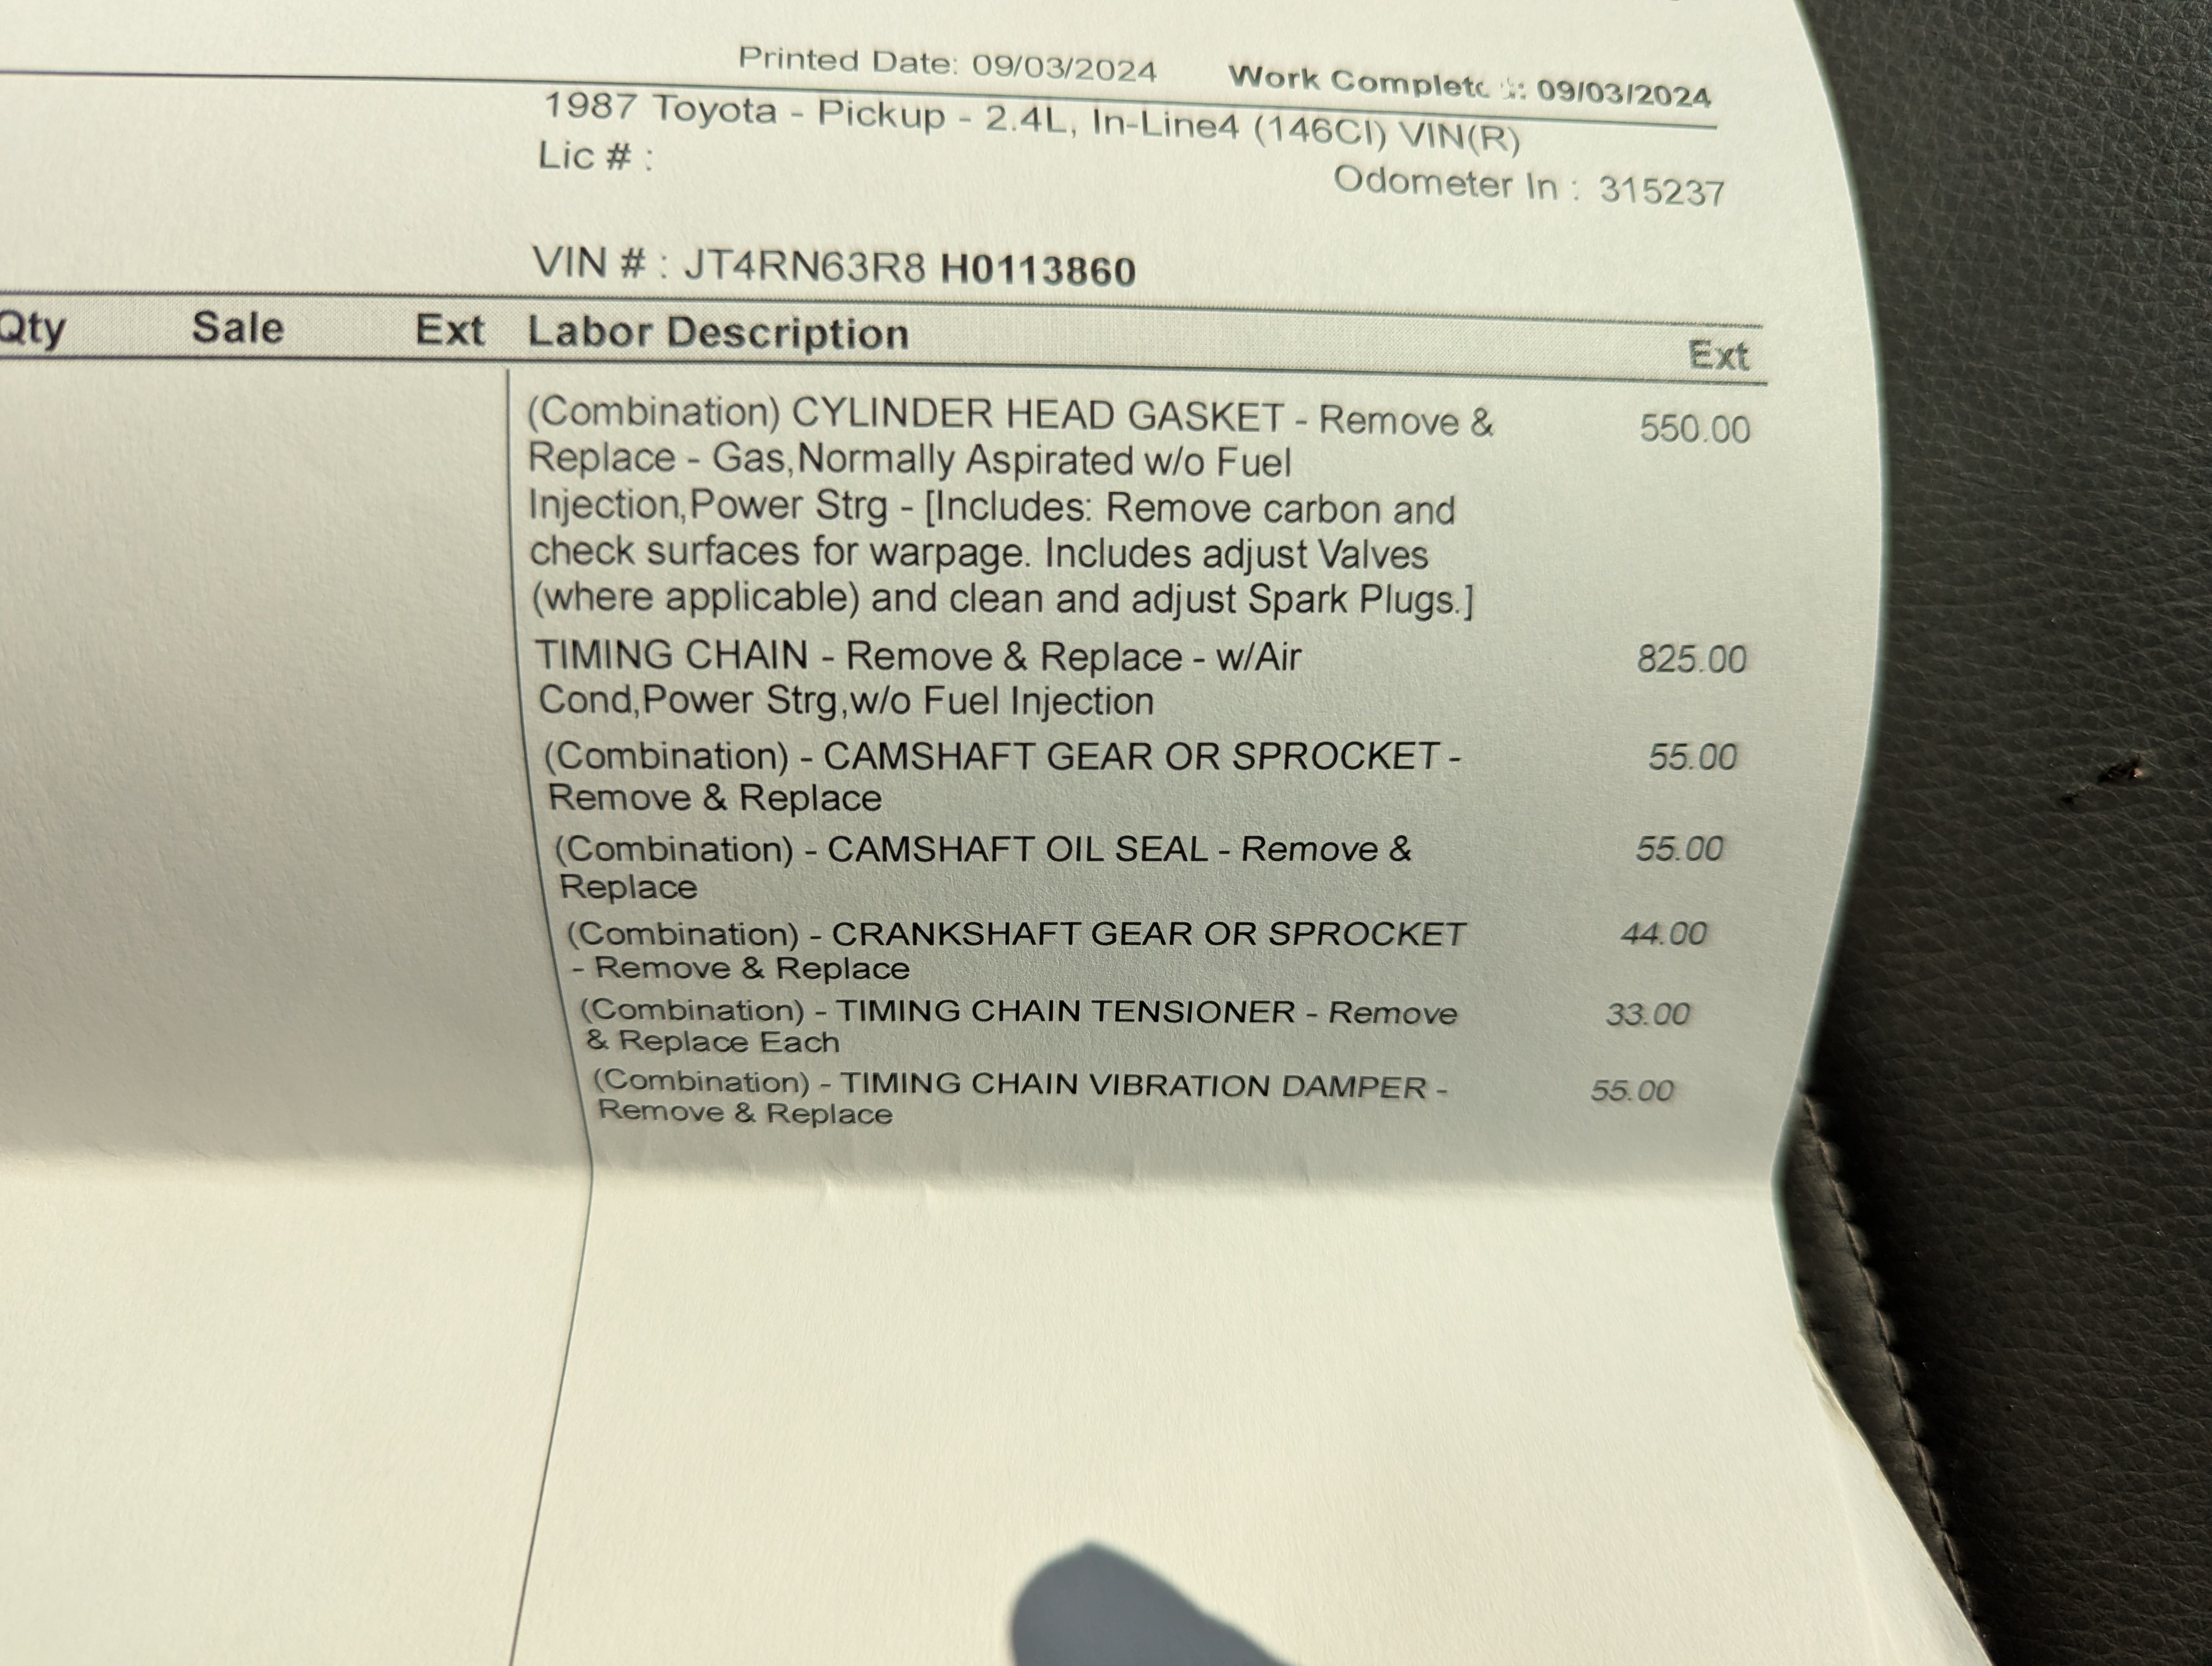 Printed Date: 09/03/2024 Work Complete: 09/03/2024
1987 Toyota - Pickup - 2.4L, In-Line4 (146CI) VIN(R)
Lic # :
Odometer In : 315237
VIN # : JT4RN63R8 H0113860
Qty Sale Ext Labor Description Ext
(Combination) CYLINDER HEAD GASKET - Remove & 550.00
Replace - Gas,Normally Aspirated w/o Fuel
Injection,Power Strg - [Includes: Remove carbon and
check surfaces for warpage. Includes adjust Valves
(where applicable) and clean and adjust Spark Plugs.]
TIMING CHAIN - Remove & Replace - w/Air 825.00
Cond,Power Strg,w/o Fuel Injection
(Combination) - CAMSHAFT GEAR OR SPROCKET - 55.00
Remove & Replace
(Combination) - CAMSHAFT OIL SEAL - Remove & 55.00
Replace
(Combination) - CRANKSHAFT GEAR OR SPROCKET 44.00
- Remove & Replace
(Combination) - TIMING CHAIN TENSIONER - Remove 33.00
& Replace Each
(Combination) - TIMING CHAIN VIBRATION DAMPER - 55.00
Remove & Replace